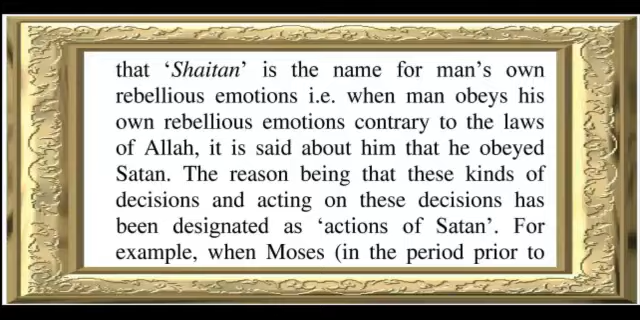 that ‘Shaitan’ is the name for man’s own
rebellious emotions i.e. when man obeys his
own rebellious emotions contrary to the laws
of Allah, it is said about him that he obeyed
Satan. The reason being that these kinds of
decisions and acting on these decisions has
been designated as ‘actions of Satan’. For
example, when Moses (in the period prior to